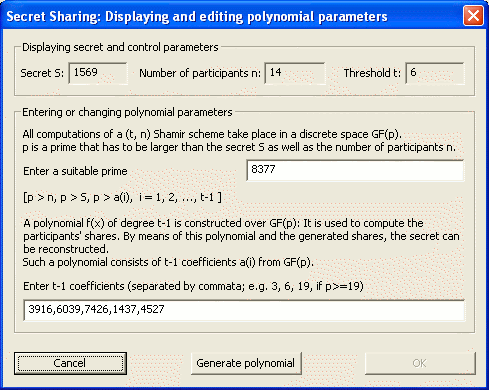 Secret Sharing: Displaying and editing polynomial parameters
Displaying secret and control parameters
Secret S: 1569 Number of participants n: 14 Threshold t: 6
Entering or changing polynomial parameters
All computations of a (t, n) Shamir scheme take place in a discrete space GF(p).
p is a prime that has to be larger than the secret S as well as the number of participants n.
Enter a suitable prime 8377
[p > n, p > S, p > a(i), i = 1, 2, ..., t-1 ]
A polynomial f(x) of degree t-1 is constructed over GF(p): It is used to compute the
participants' shares. By means of this polynomial and the generated shares, the secret can
be reconstructed.
Such a polynomial consists of t-1 coefficients a(i) from GF(p).
Enter t-1 coefficients (separated by commata; e.g. 3, 6, 19, if p>=19)
3916,6039,7426,1437,4527
Cancel Generate polynomial OK